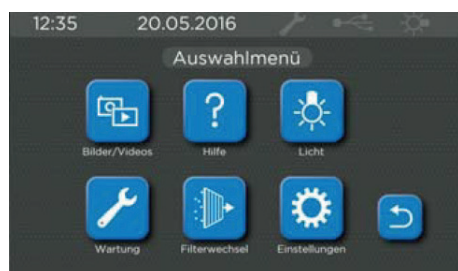 12:35 20.05.2016
Auswahlmenü
Bilder/Videos Hilfe Licht
Wartung Filterwechsel Einstellungen